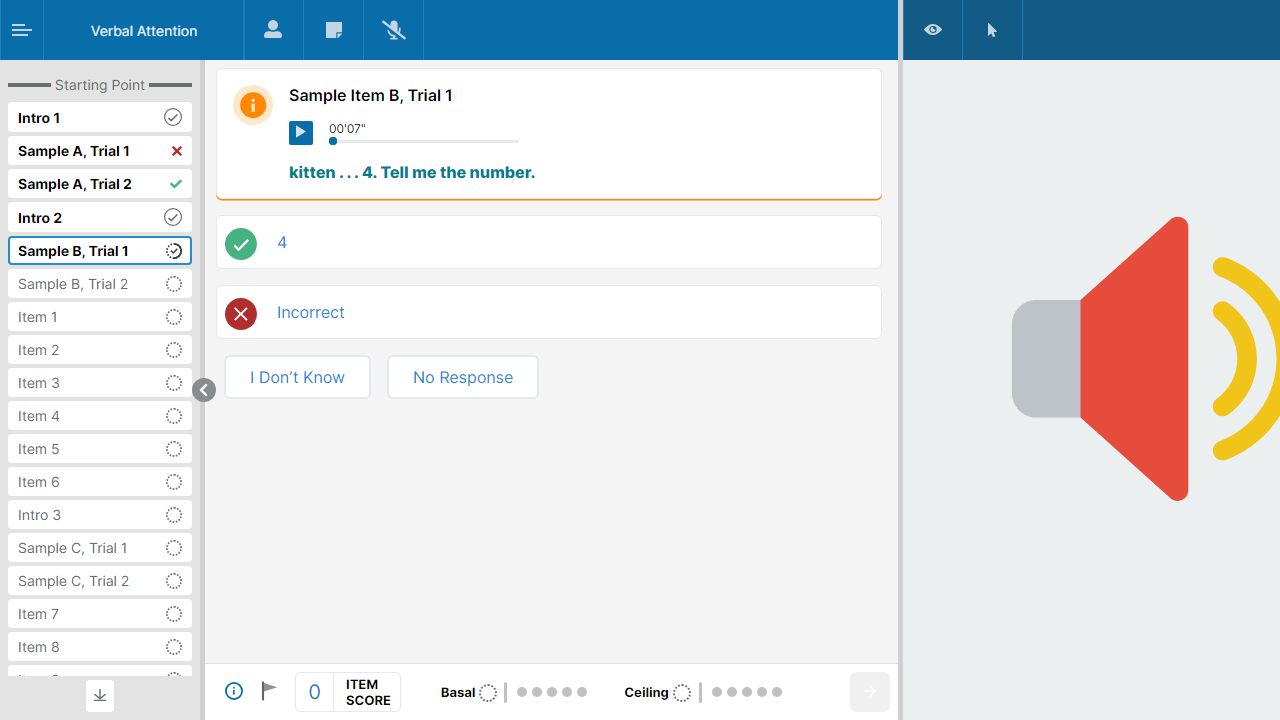 Verbal Attention
Starting Point
Intro 1
Sample A, Trial 1
Sample A, Trial 2
Intro 2
Sample B, Trial 1
Sample B, Trial 2
Item 1
Item 2
Item 3
Item 4
Item 5
Item 6
Intro 3
Sample C, Trial 1
Sample C, Trial 2
Item 7
Item 8
Sample Item B, Trial 1
00'07"
kitten . . . 4. Tell me the number.
4
Incorrect
I Don’t Know
No Response
0
ITEM
SCORE
Basal
Ceiling